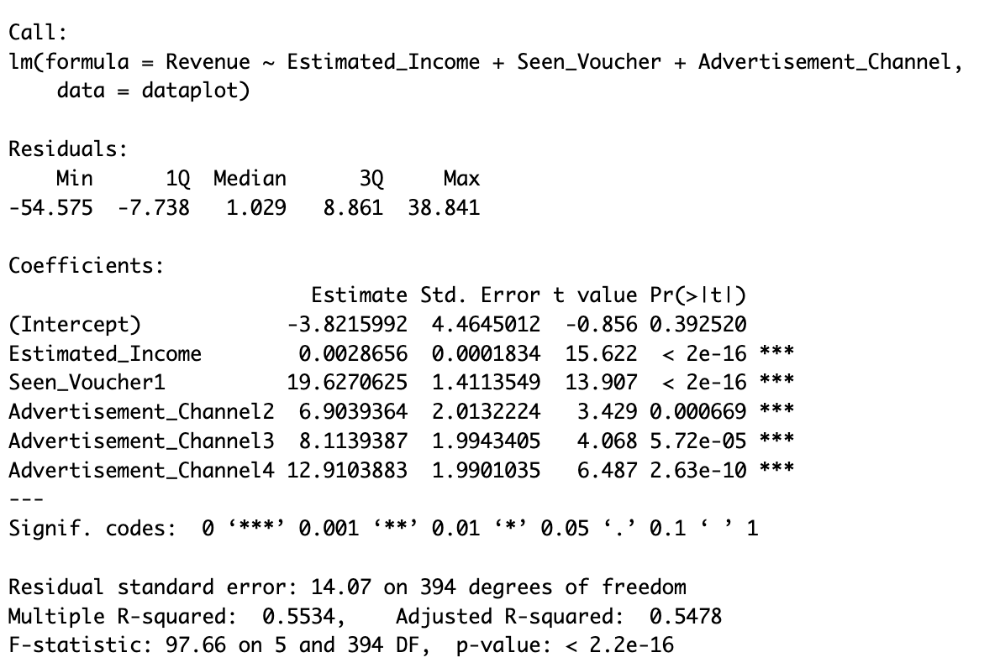 Call:
lm(formula = Revenue ~ Estimated_Income + Seen_Voucher + Advertisement_Channel,
    data = dataplot)
Residuals:
    Min      1Q  Median      3Q     Max
-54.575  -7.738   1.029   8.861  38.841
Coefficients:
                         Estimate Std. Error t value Pr(>|t|)
(Intercept)            -3.8215992  4.4645012  -0.856 0.392520
Estimated_Income        0.0028656  0.0001834  15.622  < 2e-16 ***
Seen_Voucher1          19.6270625  1.4113549  13.907  < 2e-16 ***
Advertisement_Channel2  6.9039364  2.0132224   3.429 0.000669 ***
Advertisement_Channel3  8.1139387  1.9943405   4.068 5.72e-05 ***
Advertisement_Channel4 12.9103883  1.9901035   6.487 2.63e-10 ***
---
Signif. codes:  0 ‘***’ 0.001 ‘**’ 0.01 ‘*’ 0.05 ‘.’ 0.1 ‘ ’ 1
Residual standard error: 14.07 on 394 degrees of freedom
Multiple R-squared:  0.5534,    Adjusted R-squared:  0.5478
F-statistic: 97.66 on 5 and 394 DF,  p-value: < 2.2e-16